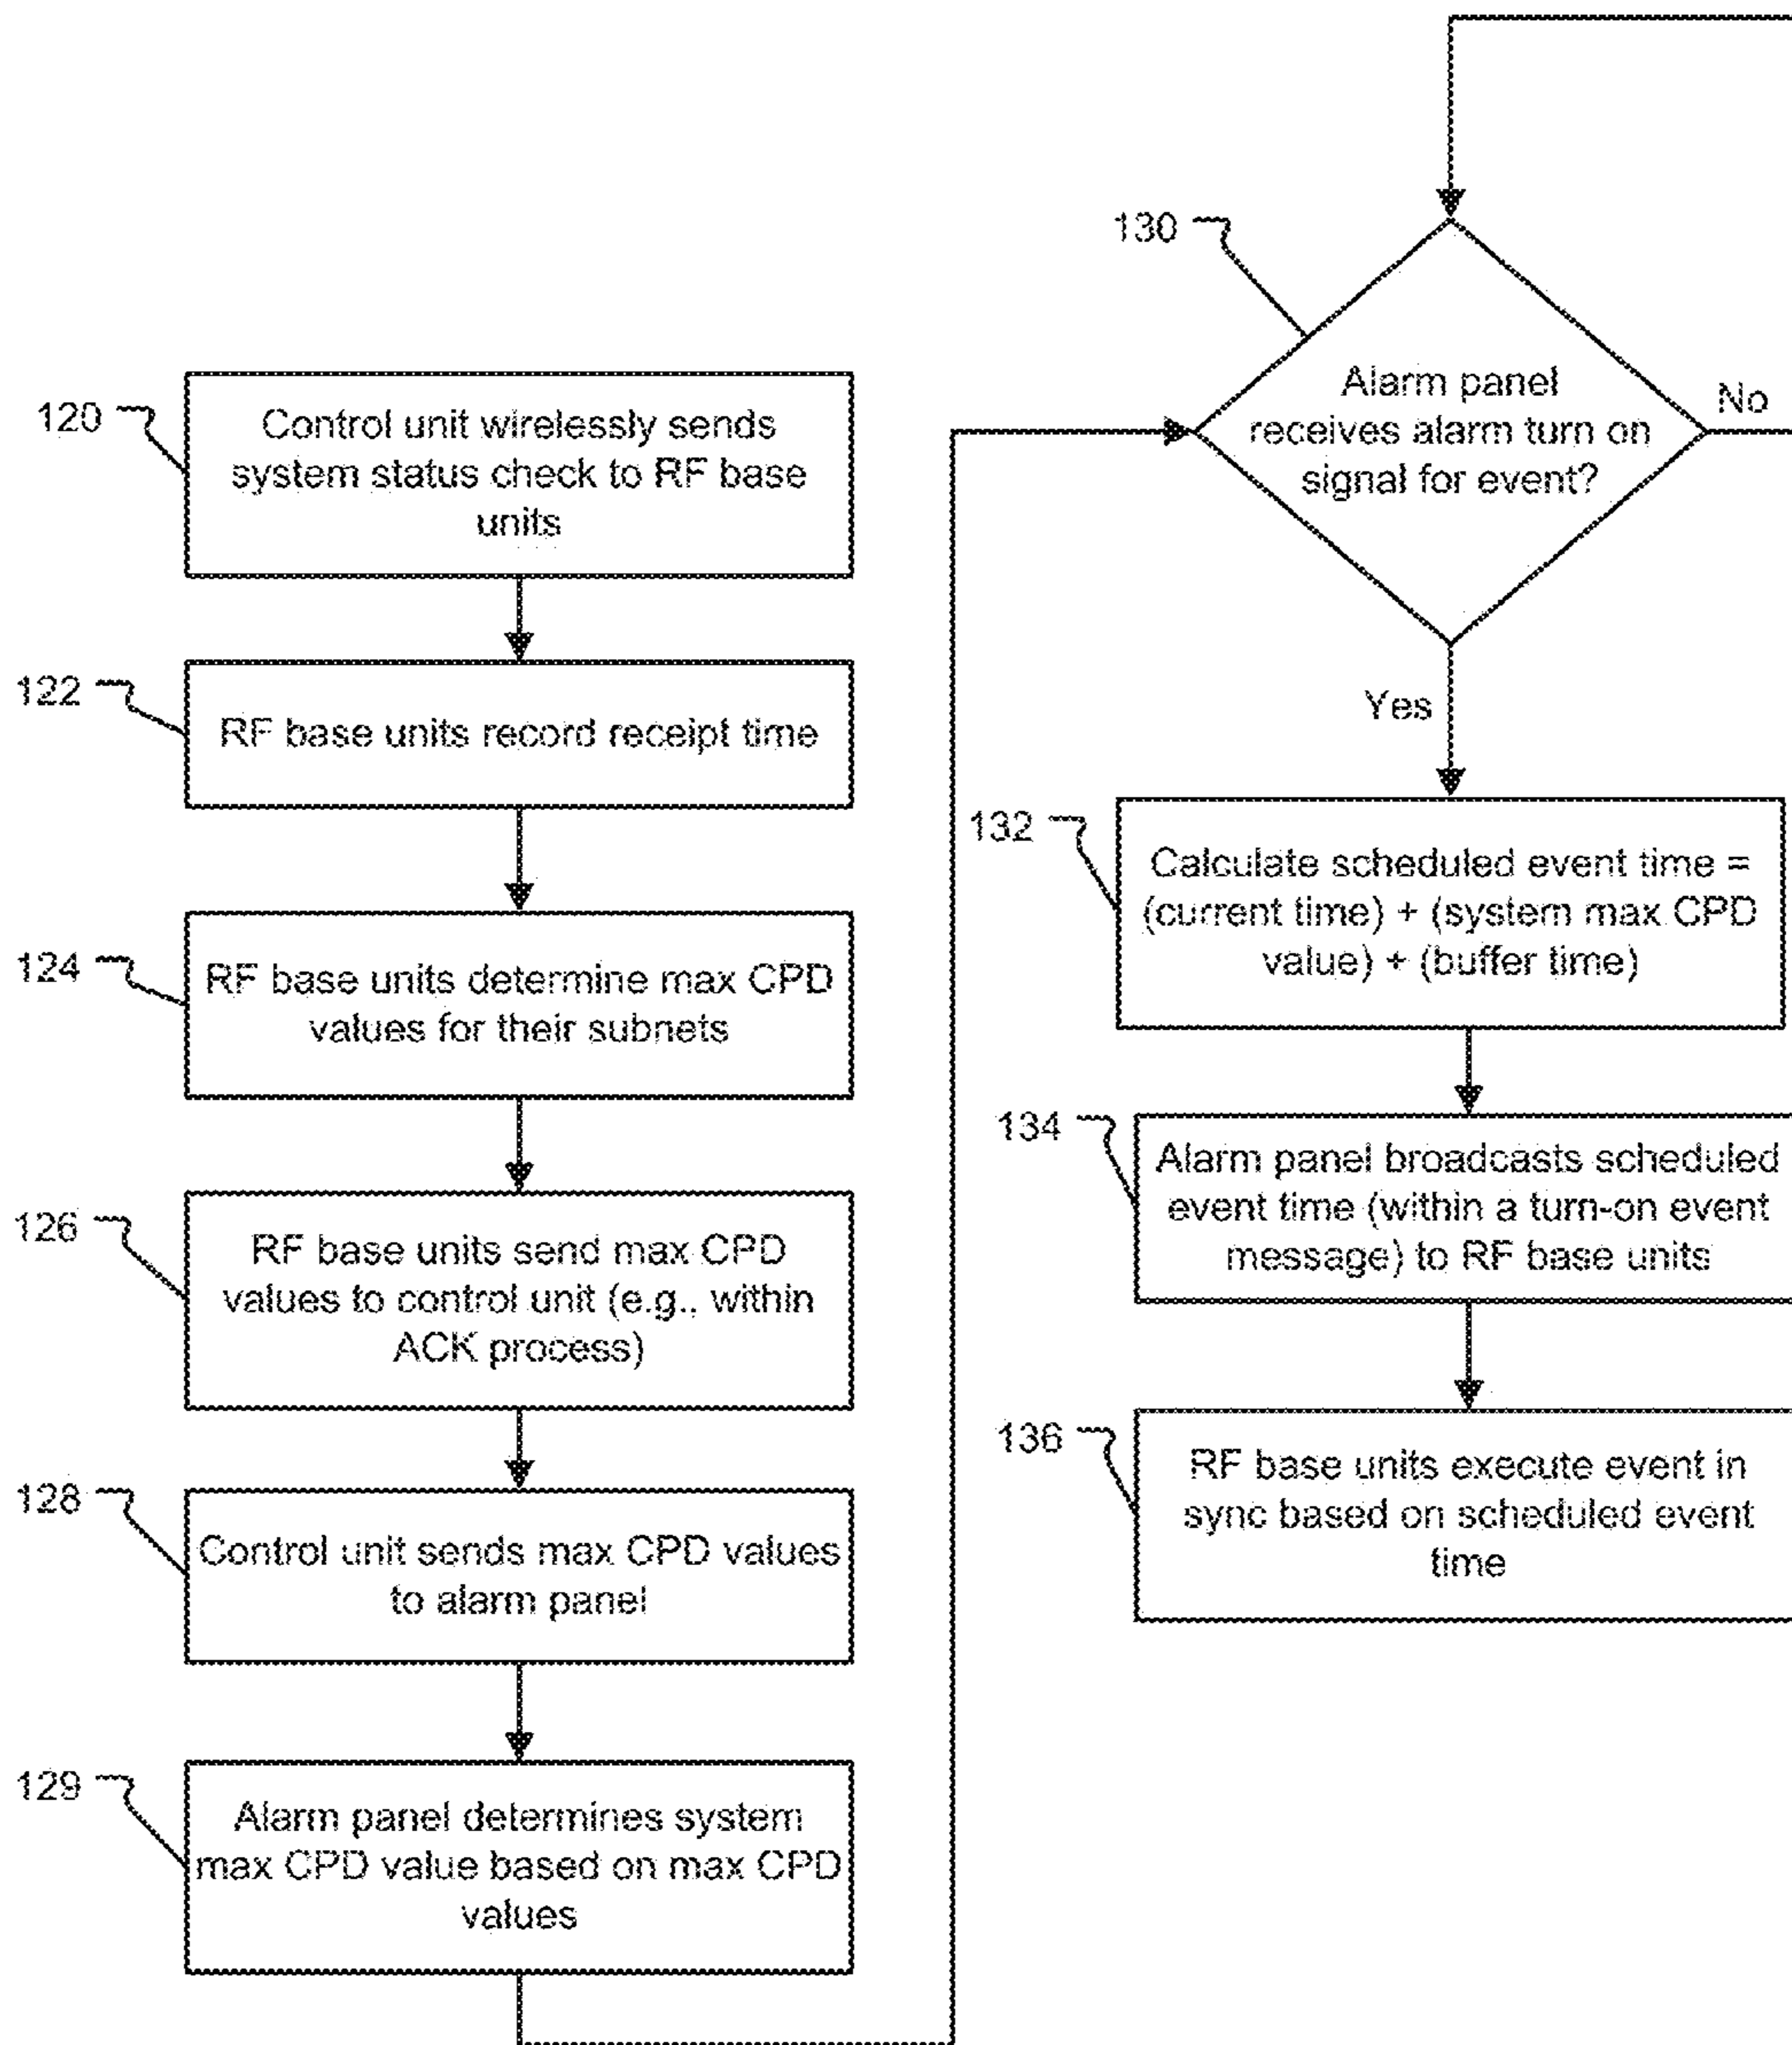 120
Control unit wirelessly sends
system status check to RF base
units
122
RF base units record receipt time
124
RF base units determine max CPD
values for their subnets
126
RF base units send max CPD
values to control unit (e.g., within
ACK process)
128
Control unit sends max CPD values
to alarm panel
129
Alarm panel determines system
max CPD value based on max CPD
values
130
Alarm panel
receives alarm turn on
signal for event?
No
Yes
132
Calculate scheduled event time =
(current time) + (system max CPD
value) + (buffer time)
134
Alarm panel broadcasts scheduled
event time (within a turn-on event
message) to RF base units
136
RF base units execute event in
sync based on scheduled event
time